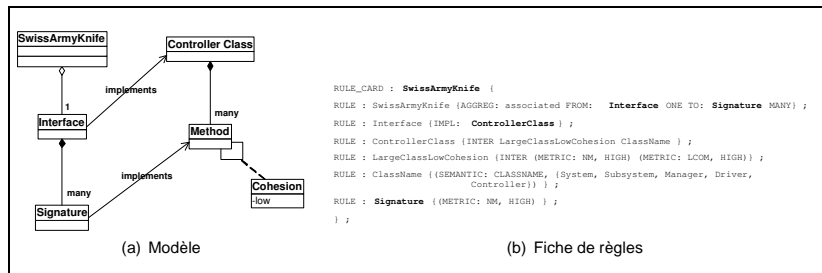 SwissArmyKnife
Controller Class
implements
1
many
Interface
Method
implements
many
Cohesion
-low
Signature
(a) Modèle
RULE_CARD : SwissArmyKnife {
RULE : SwissArmyKnife {AGGREG: associated FROM: Interface ONE TO: Signature MANY} ;
RULE : Interface {IMPL: ControllerClass } ;
RULE : ControllerClass {INTER LargeClassLowCohesion ClassName } ;
RULE : LargeClassLowCohesion {INTER (METRIC: NM, HIGH) (METRIC: LCOM, HIGH)} ;
RULE : ClassName {(SEMANTIC: CLASSNAME, {System, Subsystem, Manager, Driver,
Controller}) } ;
RULE : Signature {(METRIC: NM, HIGH) } ;
} ;
(b) Fiche de règles